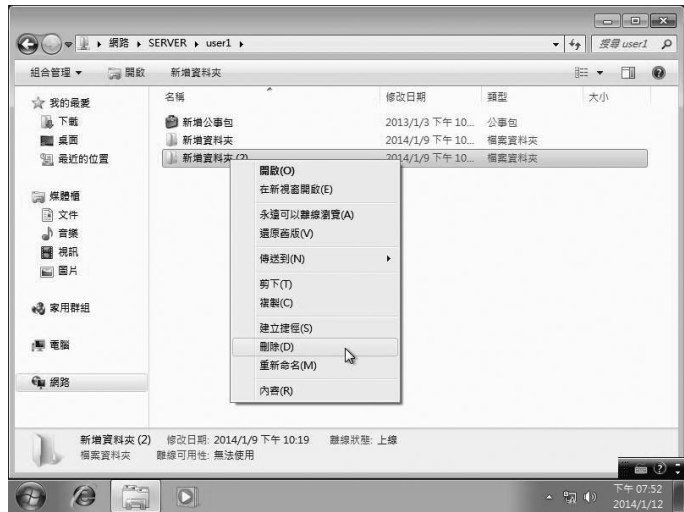 網路 ▸ SERVER ▸ user1 ▸
搜尋 user1
組合管理 ▼ 開啟 新增資料夾
我的最愛
下載
桌面
最近的位置
媒體櫃
文件
音樂
視訊
圖片
家用群組
電腦
網路
名稱 修改日期 類型 大小
新增公事包 2013/1/3 下午 10... 公事包
新增資料夾 2014/1/9 下午 10... 檔案資料夾
新增資料夾 (2) 2014/1/9 下午 10... 檔案資料夾
開啟(O)
在新視窗開啟(E)
永遠可以離線瀏覽(A)
還原舊版(V)
傳送到(N)
剪下(T)
複製(C)
建立捷徑(S)
刪除(D)
重新命名(M)
內容(R)
新增資料夾 (2) 修改日期: 2014/1/9 下午 10:19 離線狀態: 上線
檔案資料夾 離線可用性: 無法使用
下午 07:52
2014/1/12